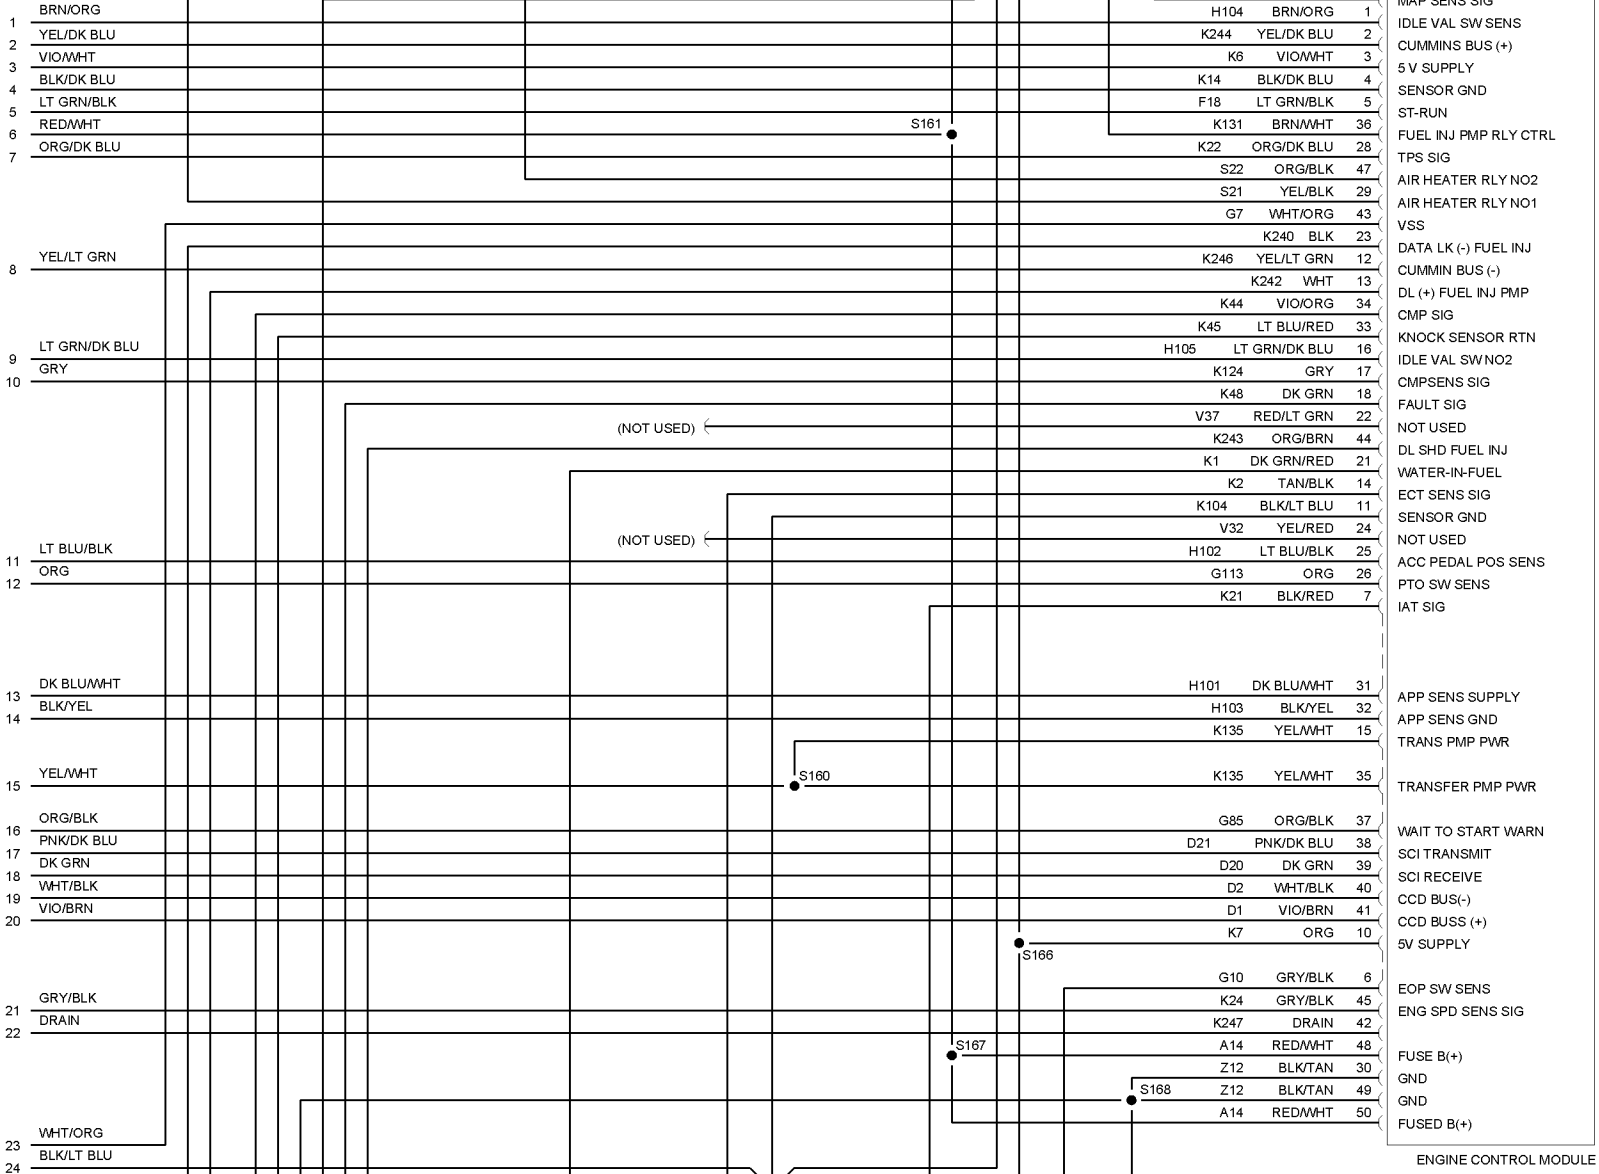 MAP SENS SIG
BRN/ORG H104 BRN/ORG 1
1 IDLE VAL SW SENS
YEL/DK BLU K244 YEL/DK BLU 2
2 CUMMINS BUS (+)
VIO/WHT K6 VIO/WHT 3
3 5 V SUPPLY
BLK/DK BLU K14 BLK/DK BLU 4
4 SENSOR GND
LT GRN/BLK F18 LT GRN/BLK 5
5 ST-RUN
RED/WHT S161 K131 BRN/WHT 36
6 FUEL INJ PMP RLY CTRL
ORG/DK BLU K22 ORG/DK BLU 28
7 TPS SIG
S22 ORG/BLK 47
AIR HEATER RLY NO2
S21 YEL/BLK 29
AIR HEATER RLY NO1
G7 WHT/ORG 43
VSS
K240 BLK 23
DATA LK (-) FUEL INJ
YEL/LT GRN K246 YEL/LT GRN 12
8 CUMMIN BUS (-)
K242 WHT 13
DL (+) FUEL INJ PMP
K44 VIO/ORG 34
CMP SIG
K45 LT BLU/RED 33
KNOCK SENSOR RTN
LT GRN/DK BLU H105 LT GRN/DK BLU 16
9 IDLE VAL SW NO2
GRY K124 GRY 17
10 CMPSENS SIG
K48 DK GRN 18
FAULT SIG
V37 RED/LT GRN 22
(NOT USED) NOT USED
K243 ORG/BRN 44
DL SHD FUEL INJ
K1 DK GRN/RED 21
WATER-IN-FUEL
K2 TAN/BLK 14
ECT SENS SIG
K104 BLK/LT BLU 11
SENSOR GND
V32 YEL/RED 24
(NOT USED) NOT USED
LT BLU/BLK H102 LT BLU/BLK 25
11 ACC PEDAL POS SENS
ORG G113 ORG 26
12 PTO SW SENS
K21 BLK/RED 7
IAT SIG
DK BLU/WHT H101 DK BLU/WHT 31
13 APP SENS SUPPLY
BLK/YEL H103 BLK/YEL 32
14 APP SENS GND
K135 YEL/WHT 15
TRANS PMP PWR
YEL/WHT S160 K135 YEL/WHT 35
15 TRANSFER PMP PWR
ORG/BLK G85 ORG/BLK 37
16 WAIT TO START WARN
PNK/DK BLU D21 PNK/DK BLU 38
17 SCI TRANSMIT
DK GRN D20 DK GRN 39
18 SCI RECEIVE
WHT/BLK D2 WHT/BLK 40
19 CCD BUS(-)
VIO/BRN D1 VIO/BRN 41
20 CCD BUSS (+)
K7 ORG 10
5V SUPPLY
S166
G10 GRY/BLK 6
EOP SW SENS
GRY/BLK K24 GRY/BLK 45
21 ENG SPD SENS SIG
DRAIN K247 DRAIN 42
22
S167 A14 RED/WHT 48
FUSE B(+)
Z12 BLK/TAN 30
GND
S168 Z12 BLK/TAN 49
GND
A14 RED/WHT 50
FUSED B(+)
WHT/ORG
23
BLK/LT BLU
24
ENGINE CONTROL MODULE